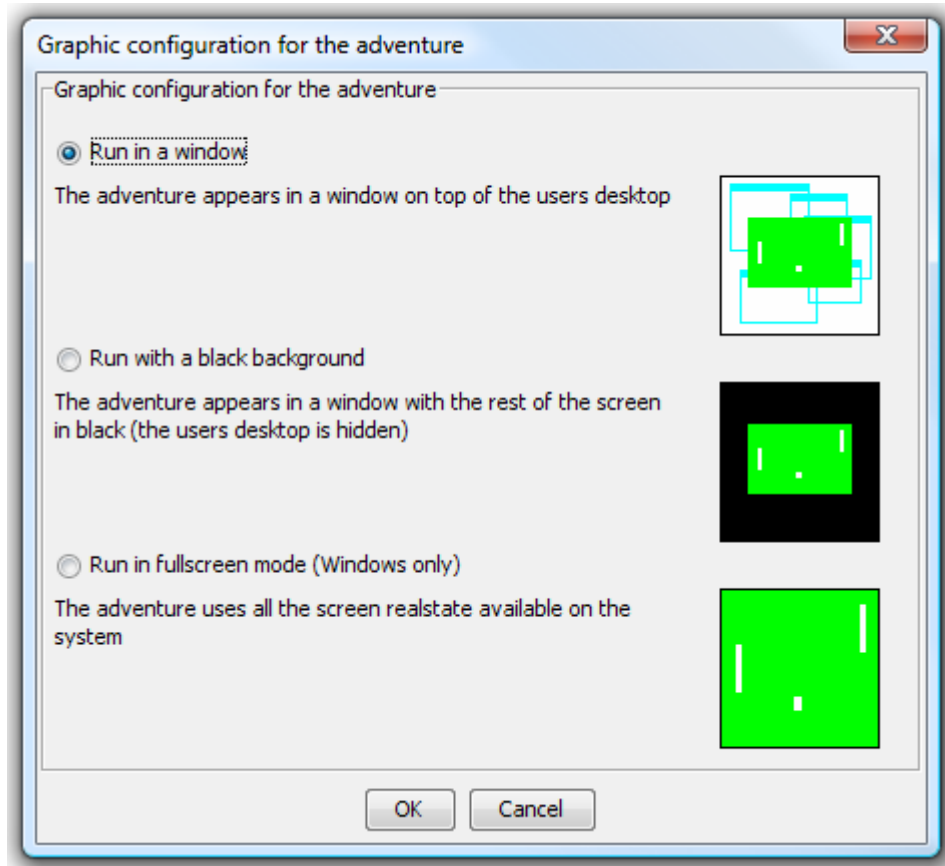 Graphic configuration for the adventure
Graphic configuration for the adventure
Run in a window
The adventure appears in a window on top of the users desktop
Run with a black background
The adventure appears in a window with the rest of the screen
in black (the users desktop is hidden)
Run in fullscreen mode (Windows only)
The adventure uses all the screen realstate available on the
system
OK
Cancel